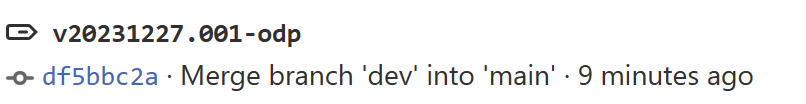 v20231227.001-odp
df5bbc2a · Merge branch 'dev' into 'main' · 9 minutes ago